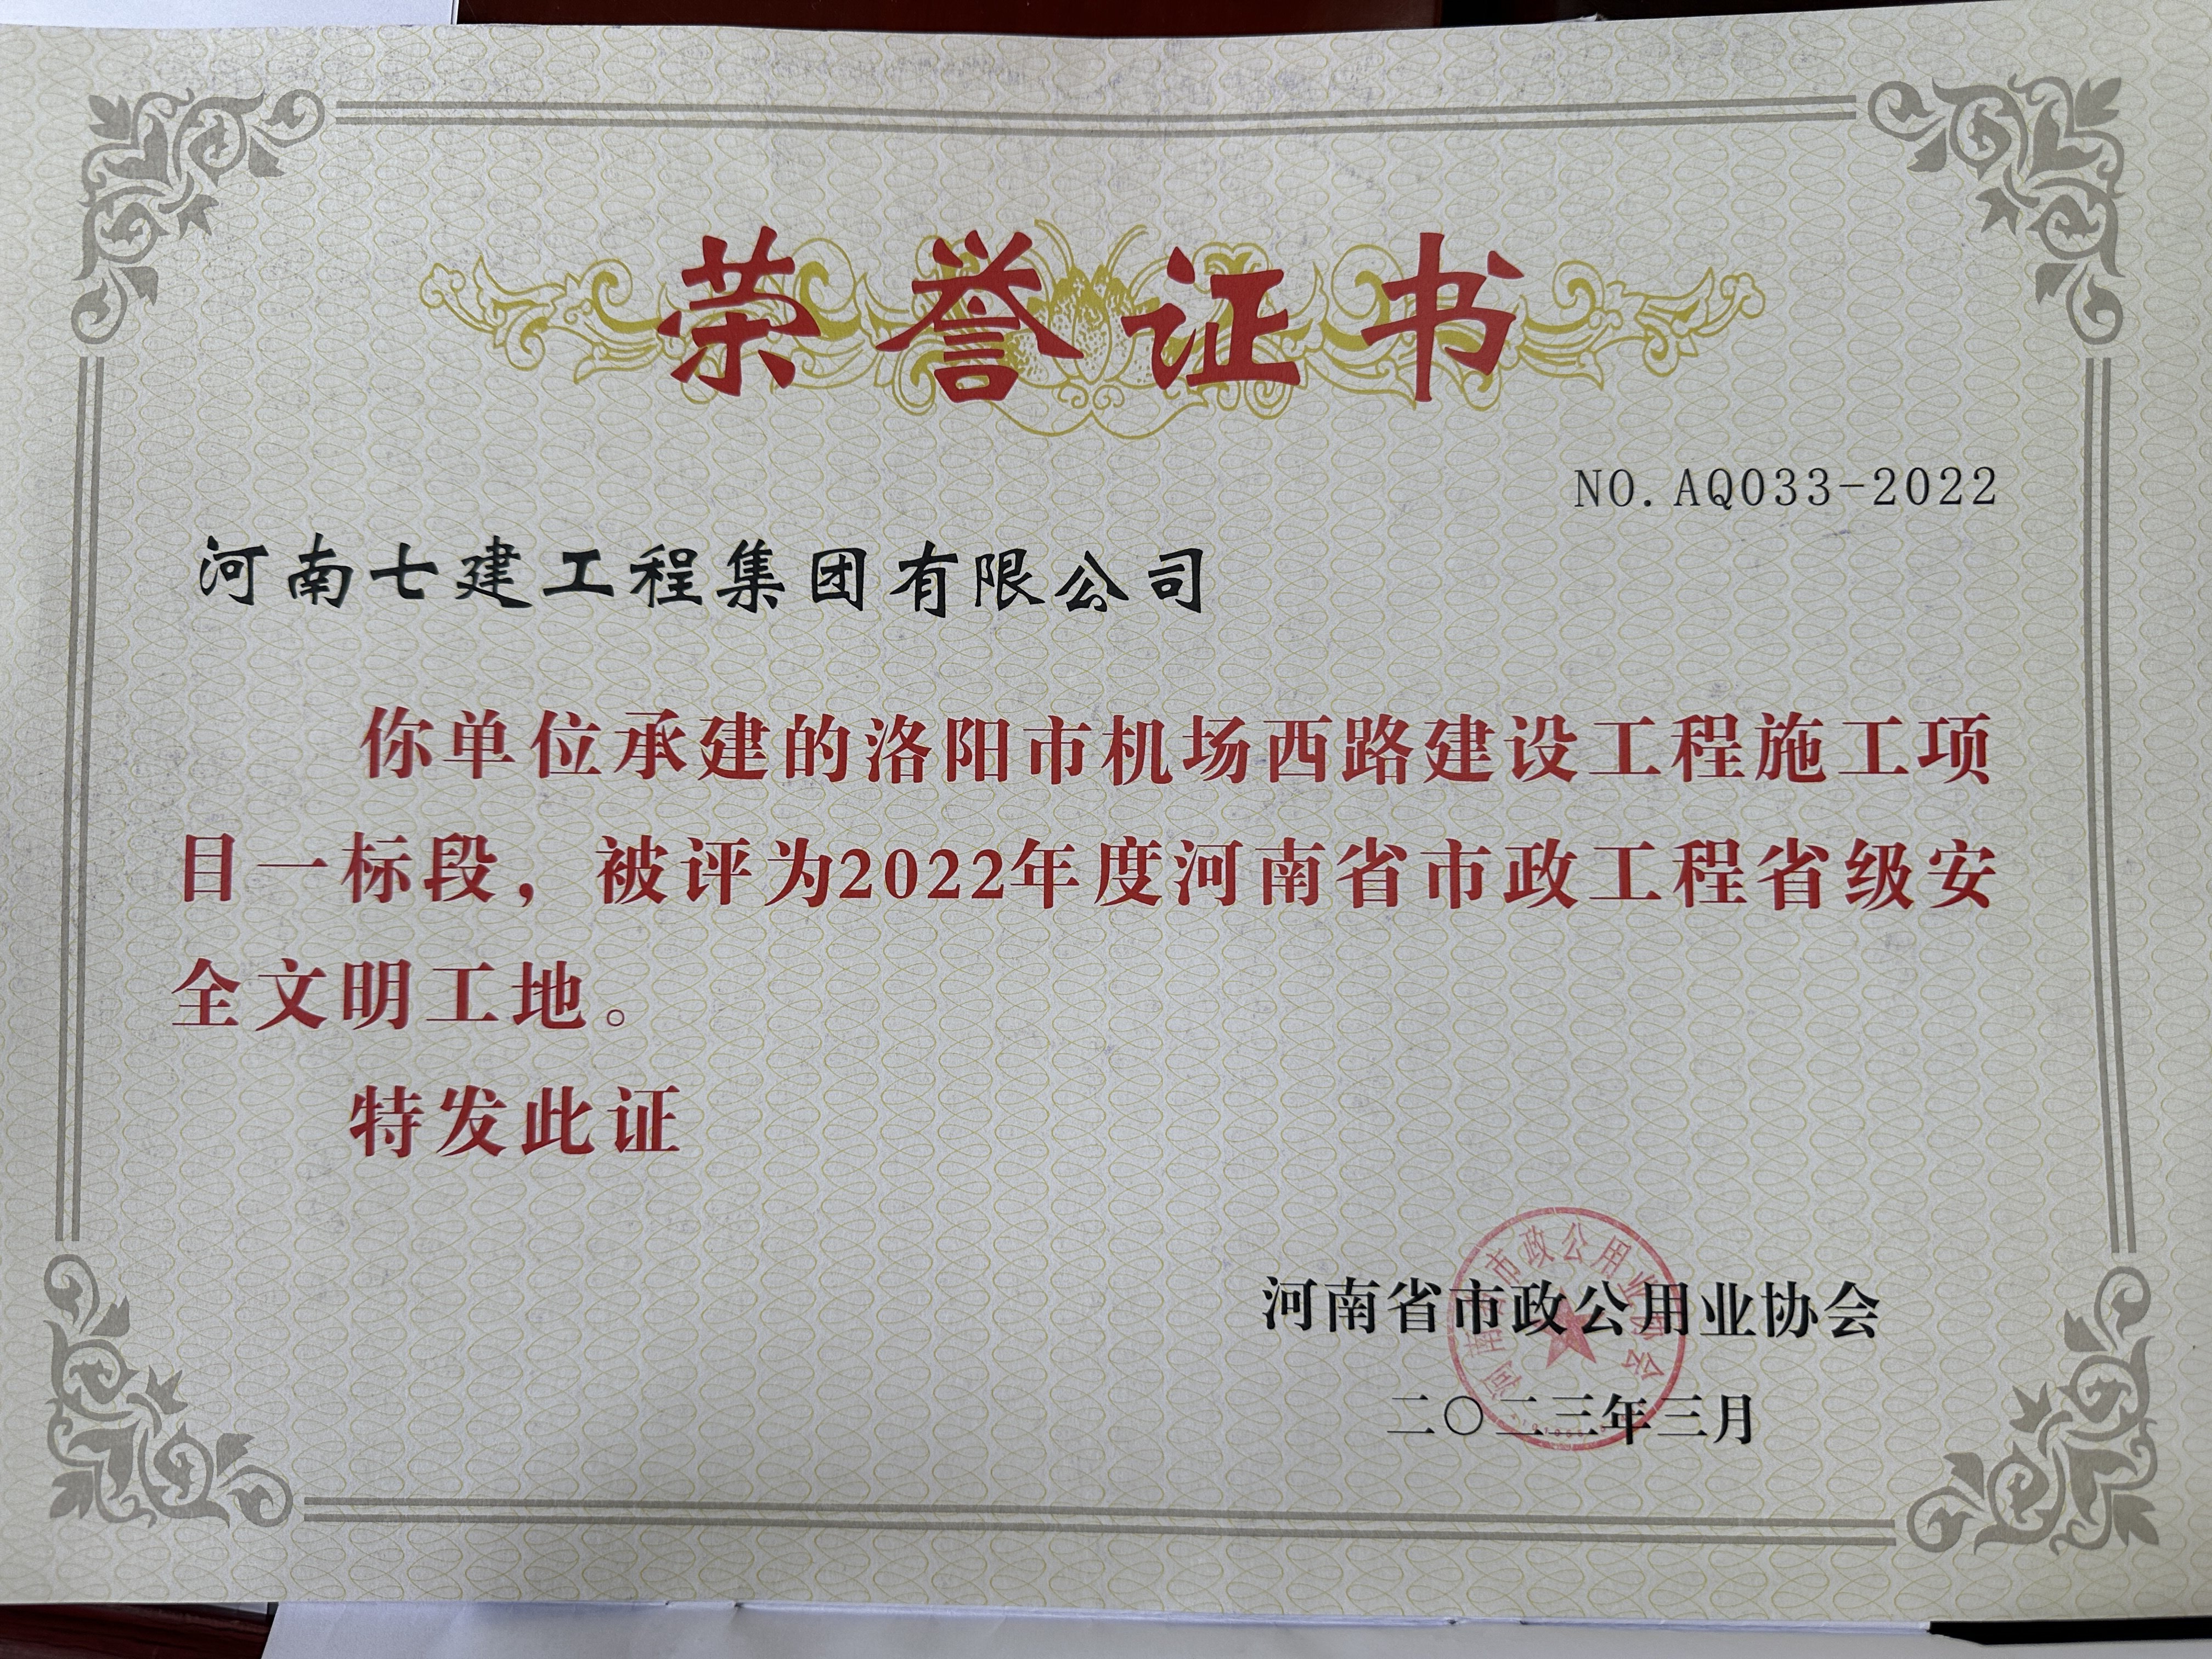 荣誉证书
NO.AQ033-2022
河南七建工程集团有限公司
你单位承建的洛阳市机场西路建设工程施工项
目一标段，被评为2022年度河南省市政工程省级安
全文明工地。
特发此证
河南省市政公用业协会
二〇二三年三月